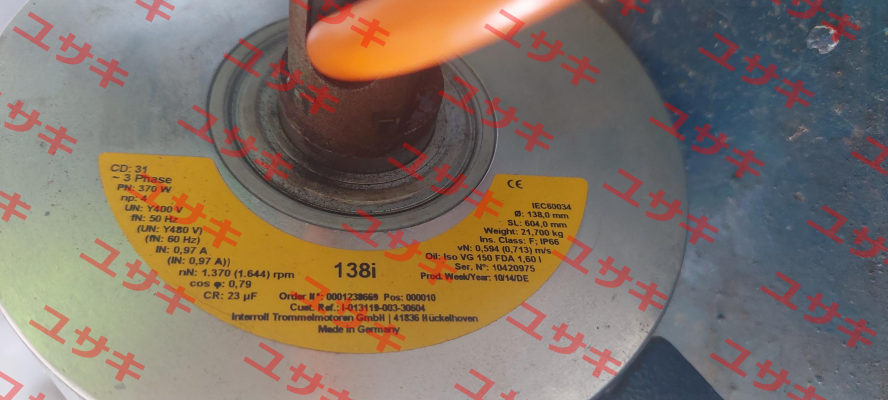 CD: 31
~ 3 Phase
PN: 370 W
np: 4
UN: Y400 V
fN: 50 Hz
(UN: Y480 V)
(fN: 60 Hz)
IN: 0,97 A
(IN: 0,97 A))
nN: 1.370 (1.644) rpm
cos φ: 0,79
CR: 23 µF
138i
Order N°: 0001238669 Pos: 000010
Cust. Ref.: I-013119-003-30604
Interroll Trommelmotoren GmbH | 41836 Hückelhoven
Made in Germany
CE
IEC60034
Ø: 138,0 mm
SL: 604,0 mm
Weight: 21,700 kg
Ins. Class: F; IP66
vN: 0,594 (0,713) m/s
Oil: Iso VG 150 FDA 1,60 l
Ser. N°: 10420975
Prod. Week/Year: 10/14/DE
ユサキ